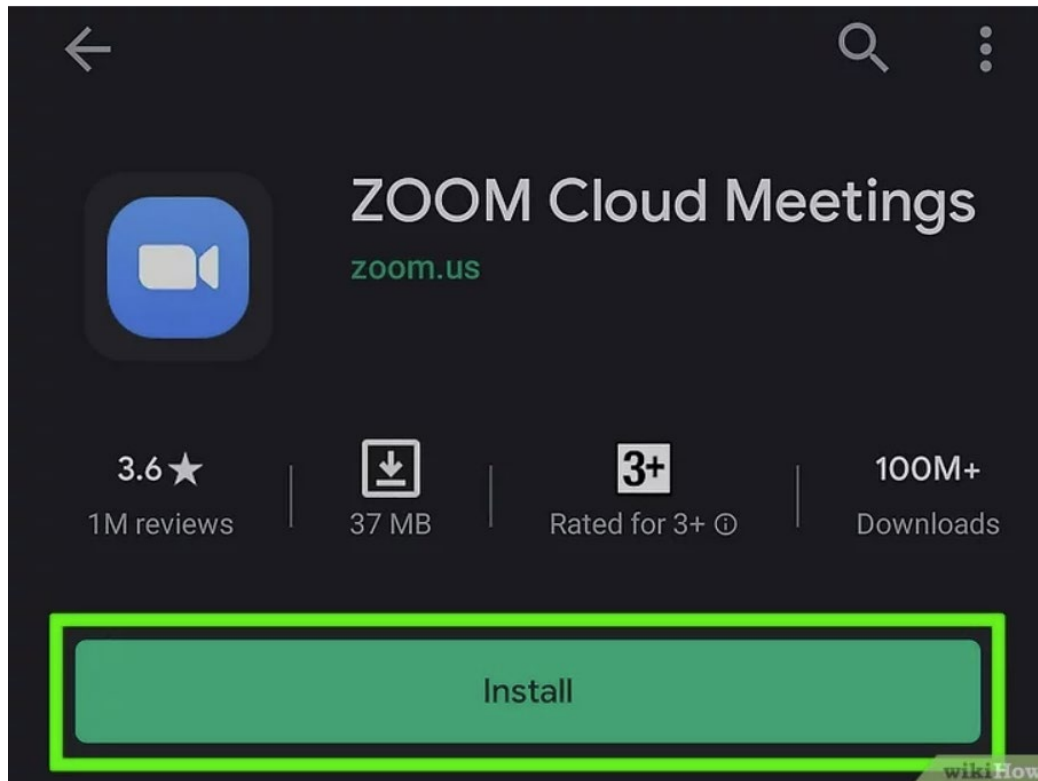 ZOOM Cloud Meetings
zoom.us
3.6★ 3+ 100M+
1M reviews 37 MB Rated for 3+ ⓘ Downloads
Install
wikiHow